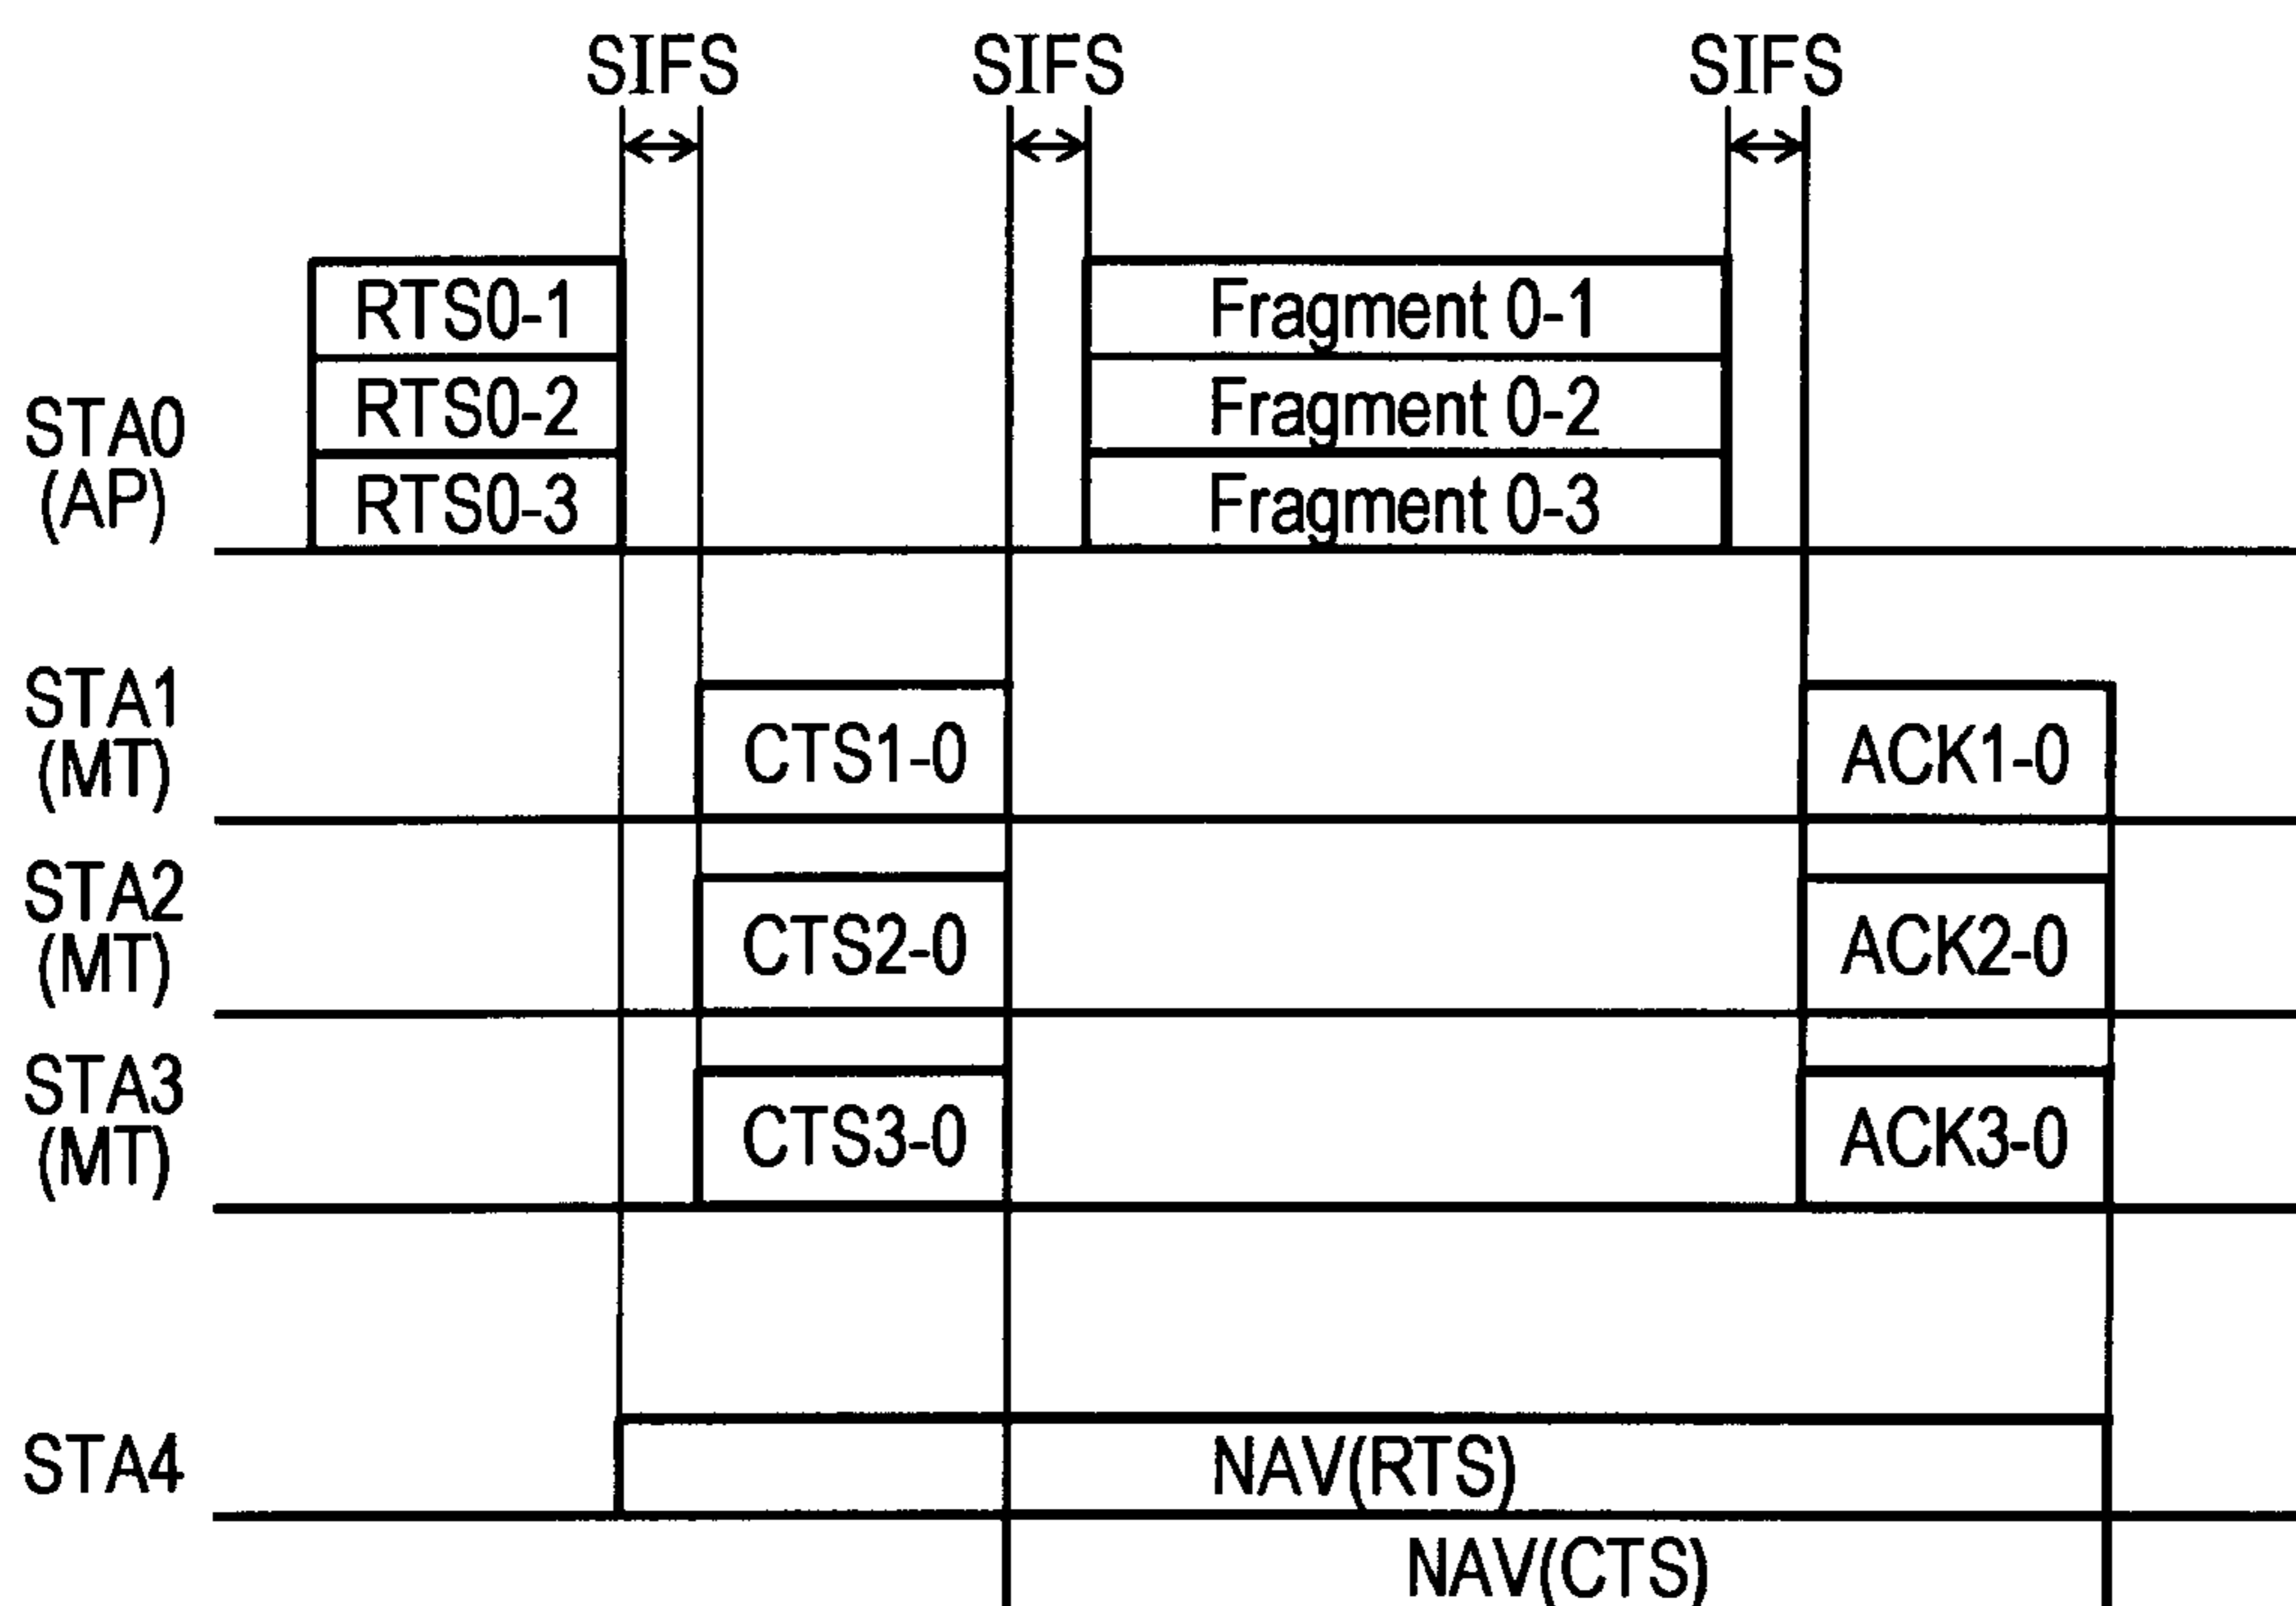 SIFS SIFS SIFS
RTS0-1 Fragment 0-1
RTS0-2 Fragment 0-2
RTS0-3 Fragment 0-3
STA0
(AP)
STA1
(MT)
CTS1-0 ACK1-0
STA2
(MT)
CTS2-0 ACK2-0
STA3
(MT)
CTS3-0 ACK3-0
STA4 NAV(RTS)
NAV(CTS)